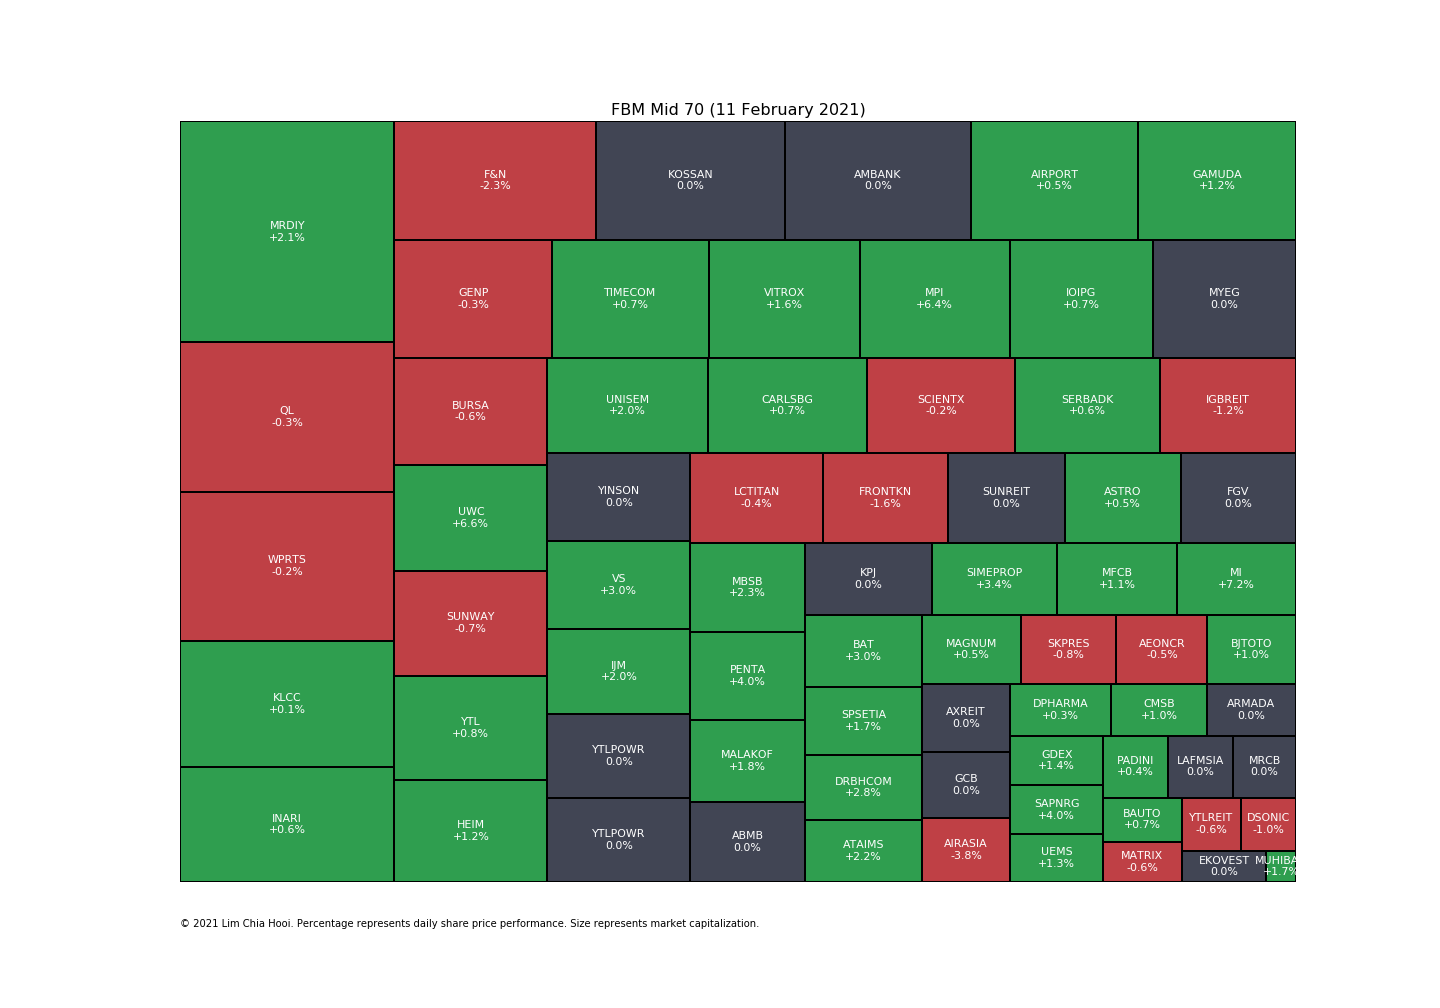 FBM Mid 70 (11 February 2021)
MRDIY
+2.1%
QL
-0.3%
WPRTS
-0.2%
KLCC
+0.1%
INARI
+0.6%
F&N
-2.3%
KOSSAN
0.0%
AMBANK
0.0%
AIRPORT
+0.5%
GAMUDA
+1.2%
GENP
-0.3%
TIMECOM
+0.7%
VITROX
+1.6%
MPI
+6.4%
IOIPG
+0.7%
MYEG
0.0%
BURSA
-0.6%
UWC
+6.6%
SUNWAY
-0.7%
YTL
+0.8%
HEIM
+1.2%
UNISEM
+2.0%
CARLSBG
+0.7%
SCIENTX
-0.2%
SERBADK
+0.6%
IGBREIT
-1.2%
YINSON
0.0%
VS
+3.0%
IJM
+2.0%
YTLPOWR
0.0%
YTLPOWR
0.0%
LCTITAN
-0.4%
FRONTKN
-1.6%
SUNREIT
0.0%
ASTRO
+0.5%
FGV
0.0%
MBSB
+2.3%
PENTA
+4.0%
MALAKOF
+1.8%
ABMB
0.0%
KPJ
0.0%
SIMEPROP
+3.4%
MFCB
+1.1%
MI
+7.2%
BAT
+3.0%
SPSETIA
+1.7%
DRBHCOM
+2.8%
ATAIMS
+2.2%
MAGNUM
+0.5%
SKPRES
-0.8%
AEONCR
-0.5%
BJTOTO
+1.0%
AXREIT
0.0%
GCB
0.0%
AIRASIA
-3.8%
DPHARMA
+0.3%
CMSB
+1.0%
ARMADA
0.0%
GDEX
+1.4%
SAPNRG
+4.0%
UEMS
+1.3%
PADINI
+0.4%
LAFMSIA
0.0%
MRCB
0.0%
BAUTO
+0.7%
MATRIX
-0.6%
YTLREIT
-0.6%
DSONIC
-1.0%
EKOVEST
0.0%
MUHIBA
+1.7%
© 2021 Lim Chia Hooi. Percentage represents daily share price performance. Size represents market capitalization.